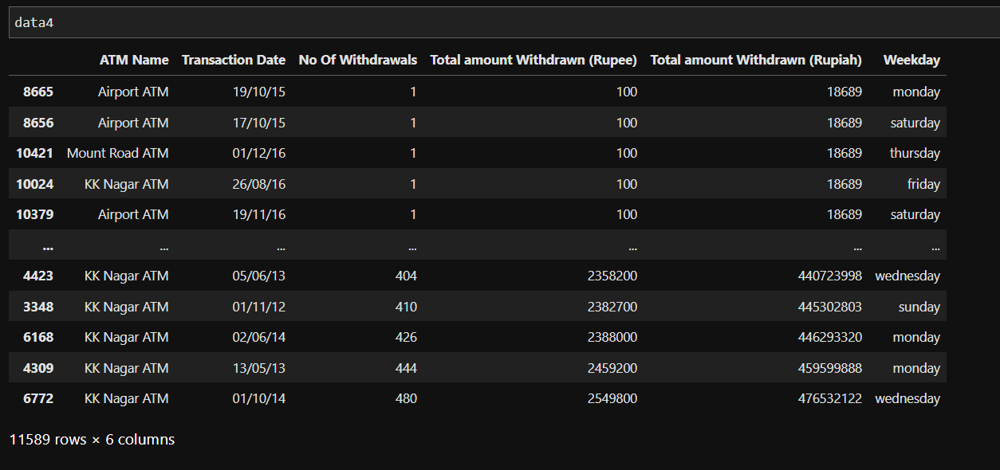 data4
ATM Name Transaction Date No Of Withdrawals Total amount Withdrawn (Rupee) Total amount Withdrawn (Rupiah) Weekday
8665 Airport ATM 19/10/15 1 100 18689 monday
8656 Airport ATM 17/10/15 1 100 18689 saturday
10421 Mount Road ATM 01/12/16 1 100 18689 thursday
10024 KK Nagar ATM 26/08/16 1 100 18689 friday
10379 Airport ATM 19/11/16 1 100 18689 saturday
... ... ... ... ... ... ...
4423 KK Nagar ATM 05/06/13 404 2358200 440723998 wednesday
3348 KK Nagar ATM 01/11/12 410 2382700 445302803 sunday
6168 KK Nagar ATM 02/06/14 426 2388000 446293320 monday
4309 KK Nagar ATM 13/05/13 444 2459200 459599888 monday
6772 KK Nagar ATM 01/10/14 480 2549800 476532122 wednesday
11589 rows × 6 columns